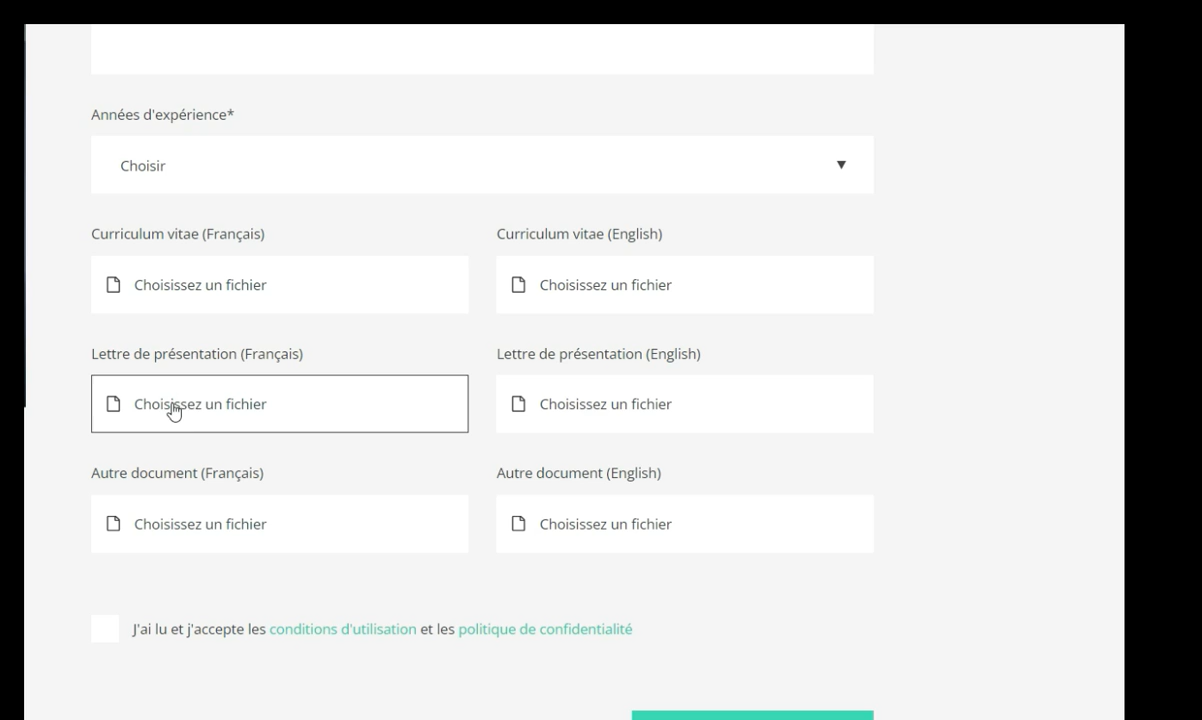 Années d'expérience*
Choisir
Curriculum vitae (Français)
Curriculum vitae (English)
Choisissez un fichier
Choisissez un fichier
Lettre de présentation (Français)
Lettre de présentation (English)
Choisissez un fichier
Choisissez un fichier
Autre document (Français)
Autre document (English)
Choisissez un fichier
Choisissez un fichier
J'ai lu et j'accepte les conditions d'utilisation et les politique de confidentialité